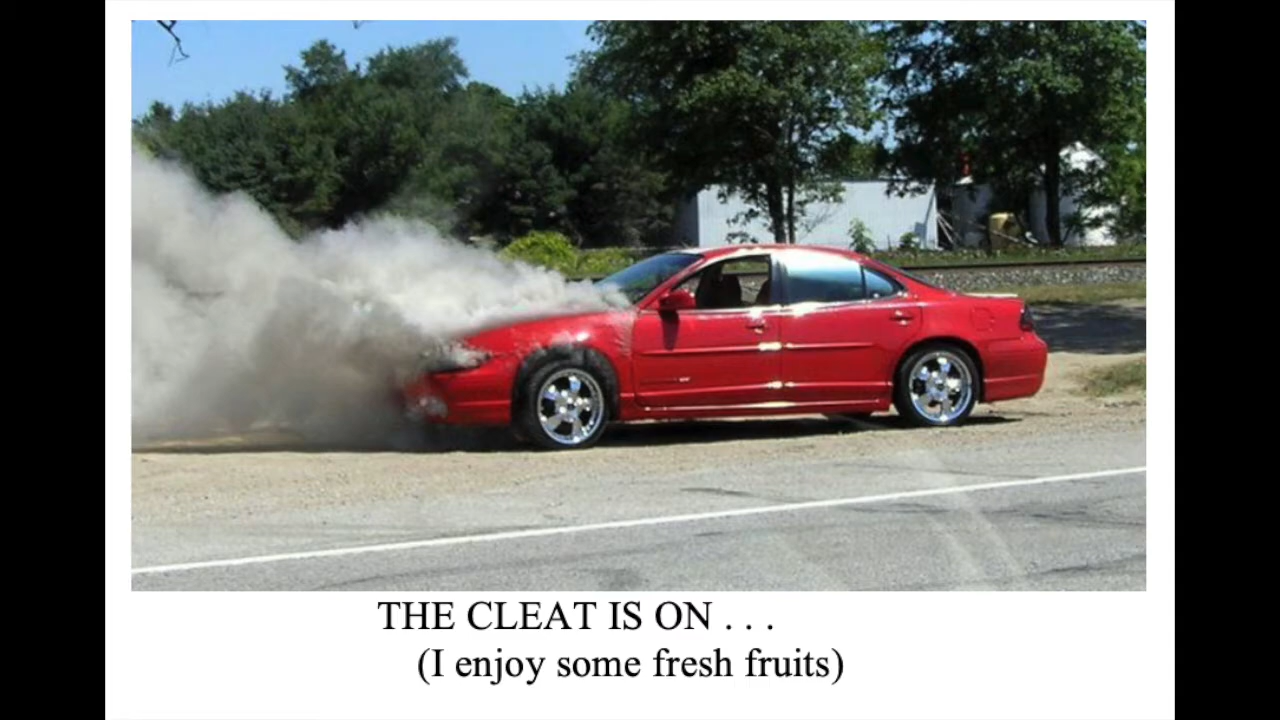 THE CLEAT IS ON . . .
(I enjoy some fresh fruits)